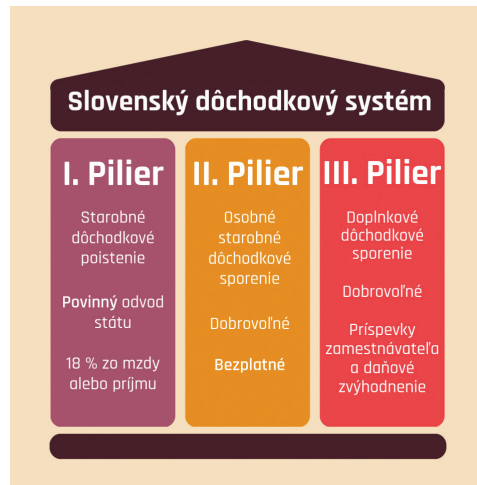 Slovenský dôchodkový systém
I. Pilier
Starobné
dôchodkové
poistenie
Povinný odvod
štátu
18 % zo mzdy
alebo príjmu
II. Pilier
Osobné
starobné
dôchodkové
sporenie
Dobrovoľné
Bezplatné
III. Pilier
Doplnkové
dôchodkové
sporenie
Dobrovoľné
Príspevky
zamestnávateľa
a daňové
zvýhodnenie